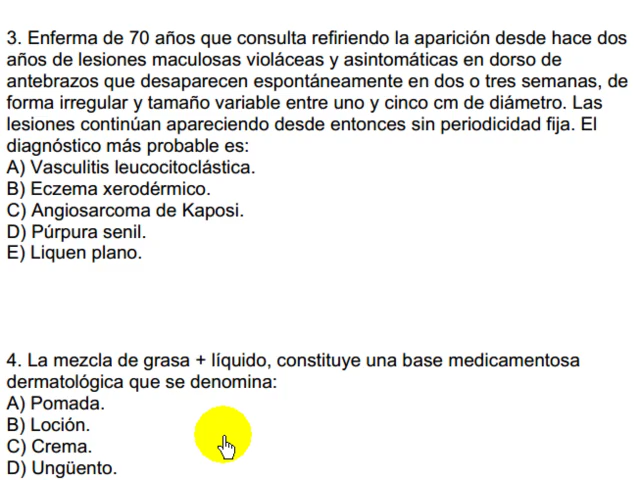 3. Enferma de 70 años que consulta refiriendo la aparición desde hace dos
años de lesiones maculosas violáceas y asintomáticas en dorso de
antebrazos que desaparecen espontáneamente en dos o tres semanas, de
forma irregular y tamaño variable entre uno y cinco cm de diámetro. Las
lesiones continúan apareciendo desde entonces sin periodicidad fija. El
diagnóstico más probable es:
A) Vasculitis leucocitoclástica.
B) Eczema xerodérmico.
C) Angiosarcoma de Kaposi.
D) Púrpura senil.
E) Liquen plano.
4. La mezcla de grasa + líquido, constituye una base medicamentosa
dermatológica que se denomina:
A) Pomada.
B) Loción.
C) Crema.
D) Ungüento.